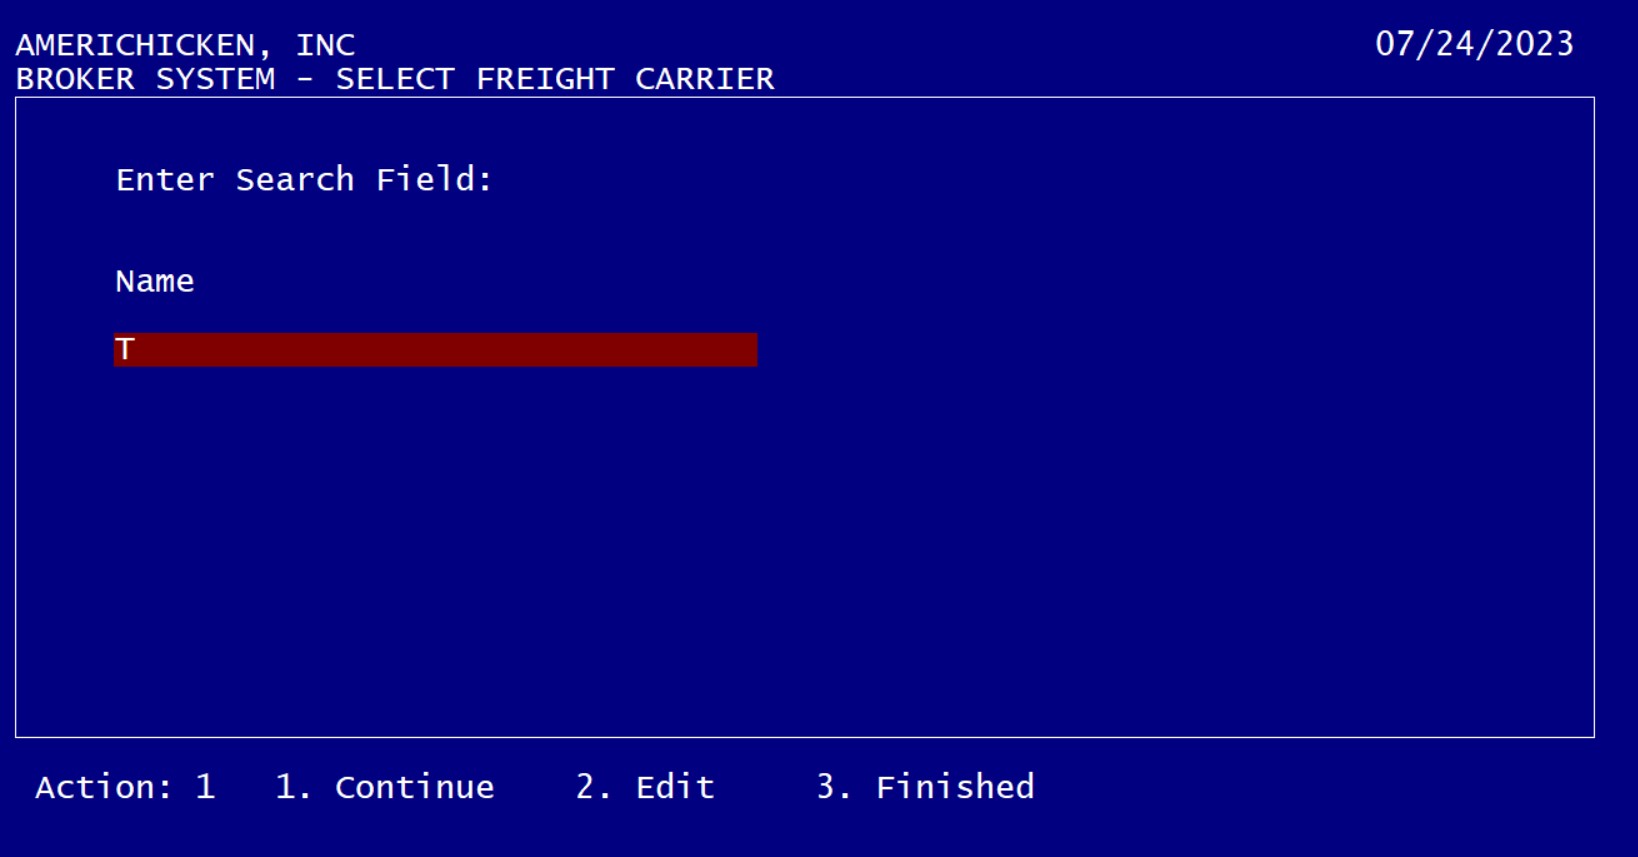 AMERICHICKEN, INC 07/24/2023
BROKER SYSTEM - SELECT FREIGHT CARRIER
Enter Search Field:
Name
T
Action: 1 1. Continue 2. Edit 3. Finished